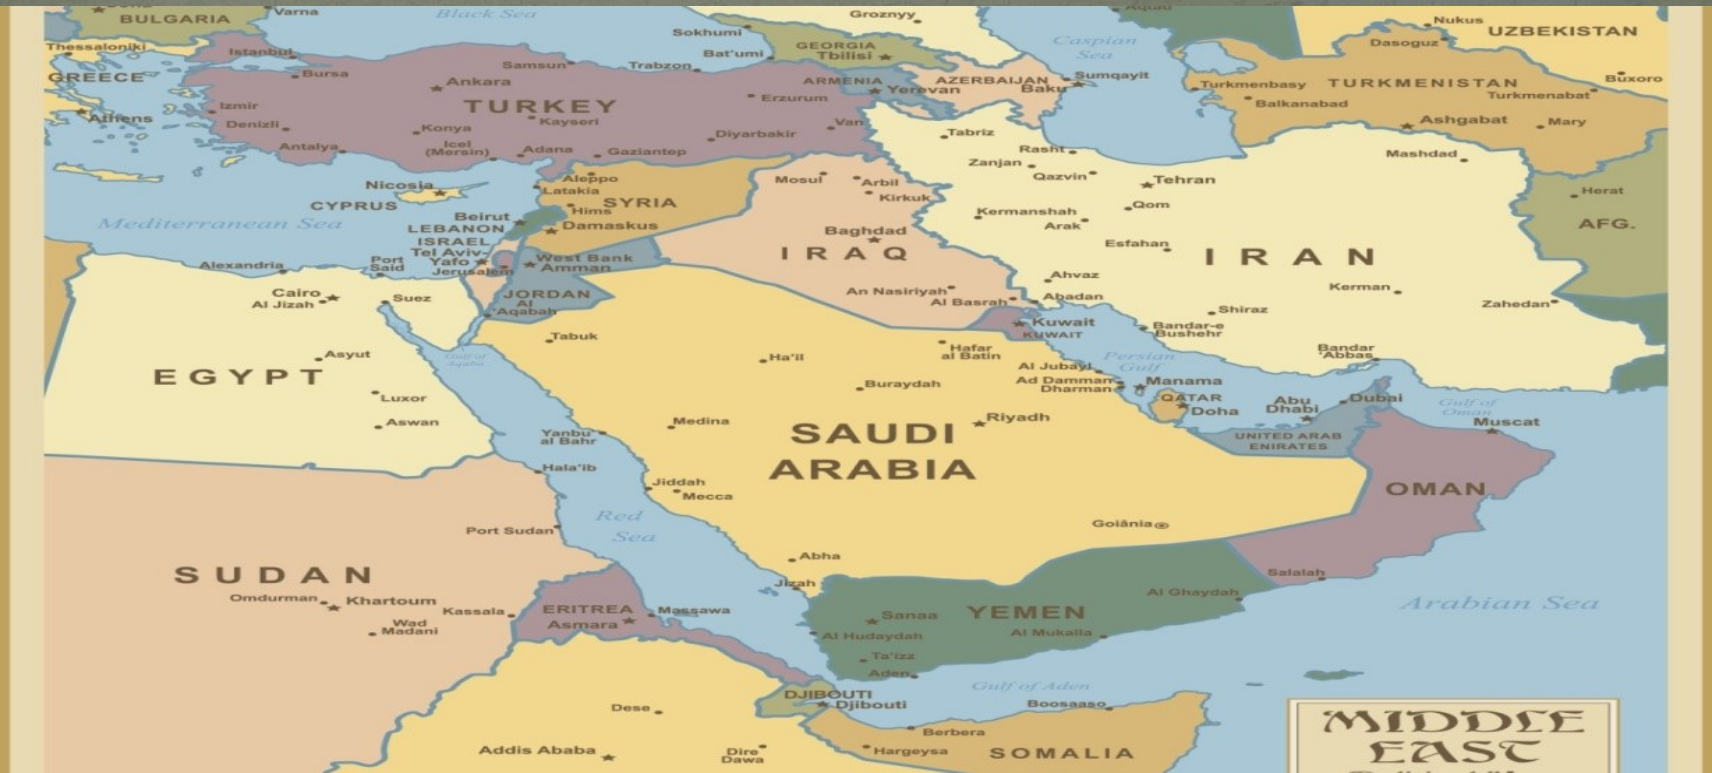 BULGARIA
Varna
Black Sea
Groznyy
Sokhumi
Bat'umi
GEORGIA
Tbilisi
Caspian
Sea
Nukus
Dasoguz
UZBEKISTAN
Buxoro
Thessaloniki
GREECE
Athens
Istanbul
Bursa
Ankara
Samsun
Trabzon
ARMENIA
Yerevan
AZERBAIJAN
Baku
Sumqayit
Turkmenbasy
Balkanabad
TURKMENISTAN
Turkmenabat
Ashgabat
Mary
Izmir
Denizli
Antalya
TURKEY
Konya
Kayseri
Icel
(Mersin)
Adana
Gaziantep
Erzurum
Diyarbakir
Van
Tabriz
Rasht
Zanjan
Qazvin
Tehran
Qom
Mashdad
Herat
AFG.
Nicosia
CYPRUS
Mediterranean Sea
Aleppo
Latakia
Hims
SYRIA
Damascus
Beirut
LEBANON
ISRAEL
Tel Aviv-
Yafo
Jerusalem
West Bank
Amman
JORDAN
Al
Aqabah
Mosul
Arbil
Kirkuk
Baghdad
IRAQ
An Nasiriyah
Al Basrah
Kermanshah
Arak
Esfahan
IRAN
Ahvaz
Abadan
Shiraz
Kerman
Zahedan
Bandar-e
Bushehr
Bandar
'Abbas
Alexandria
Port
Said
Cairo
Al Jizah
Suez
Asyut
EGYPT
Luxor
Aswan
Gulf of
Aqaba
Tabuk
Ha'il
Kuwait
KUWAIT
Hafar
al Batin
Buraydah
Al Jubayl
Ad Damman
Dharman
Persian
Gulf
Manama
QATAR
Doha
Abu
Dhabi
Dubai
UNITED ARAB
ENIRATES
Gulf of
Oman
Muscat
OMAN
Medina
Yanbu'
al Bahr
Riyadh
SAUDI
ARABIA
Hala'ib
Jiddah
Mecca
Red
Sea
Goiânia
Port Sudan
Abha
Jizah
SUDAN
Omdurman
Khartoum
Kassala
Wad
Madani
ERITREA
Asmara
Massawa
YEMEN
Sanaa
Al Hudaydah
Ta'izz
Aden
Al Mukalla
Al Ghaydah
Salalah
Arabian Sea
Gulf of Aden
DJIBOUTI
Djibouti
Dese
Addis Ababa
Dire
Dawa
Boosaaso
Berbera
Hargeysa
SOMALIA
MIDDLE
EAST